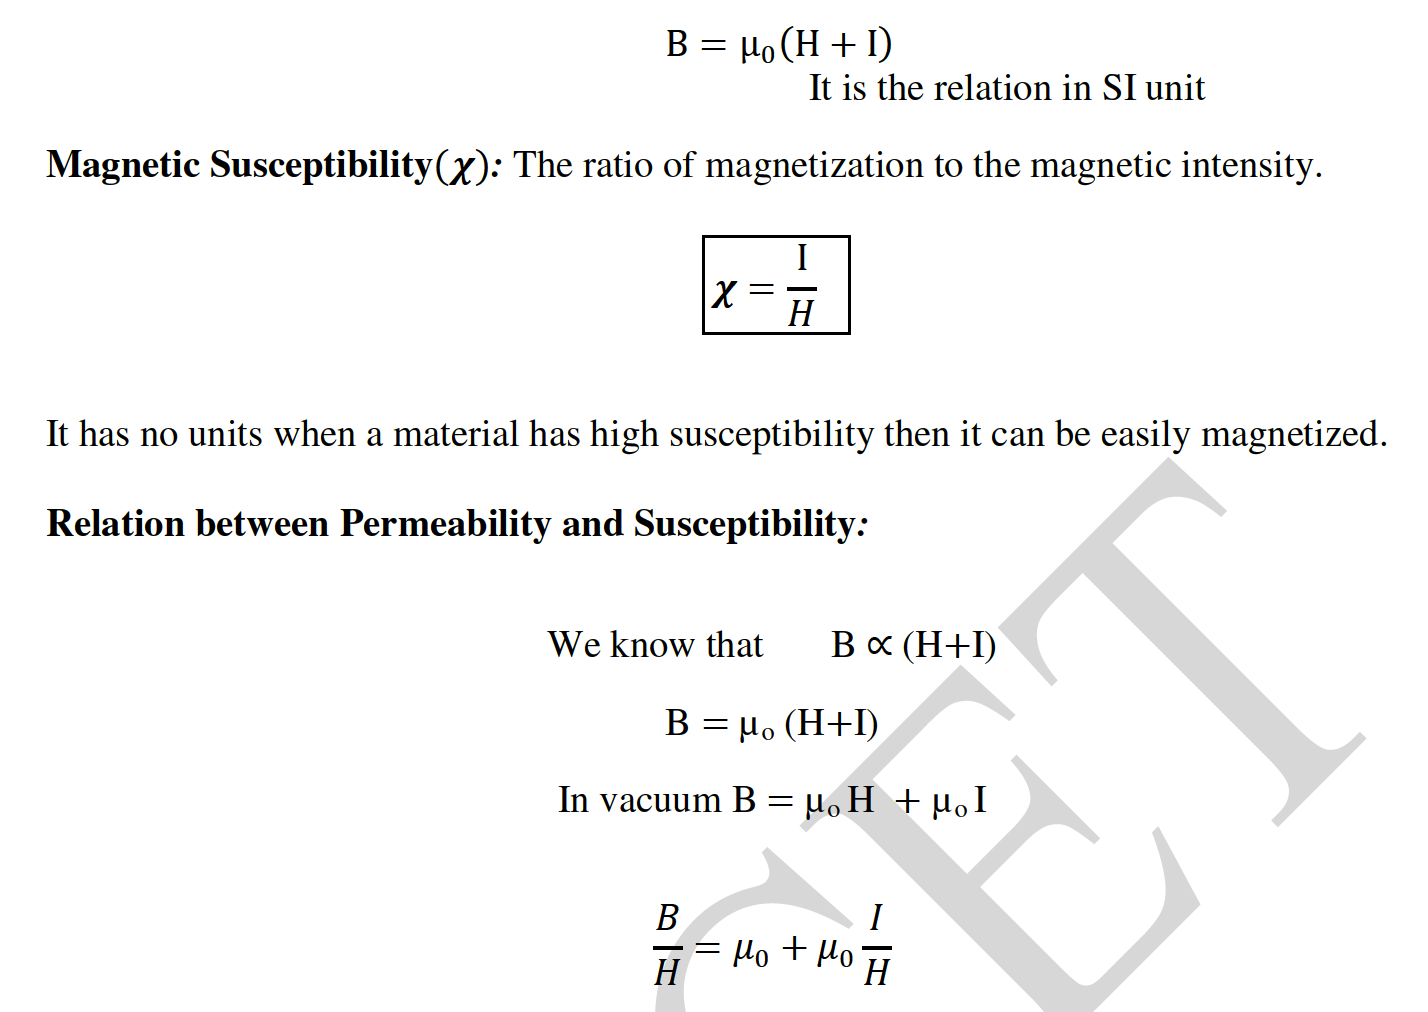 B = μ₀(H + I)
It is the relation in SI unit
Magnetic Susceptibility(χ): The ratio of magnetization to the magnetic intensity.
χ = I/H
It has no units when a material has high susceptibility then it can be easily magnetized.
Relation between Permeability and Susceptibility:
We know that B ∝ (H+I)
B = μₒ (H+I)
In vacuum B = μₒ H + μₒ I
B/H = μ₀ + μ₀ I/H
CET